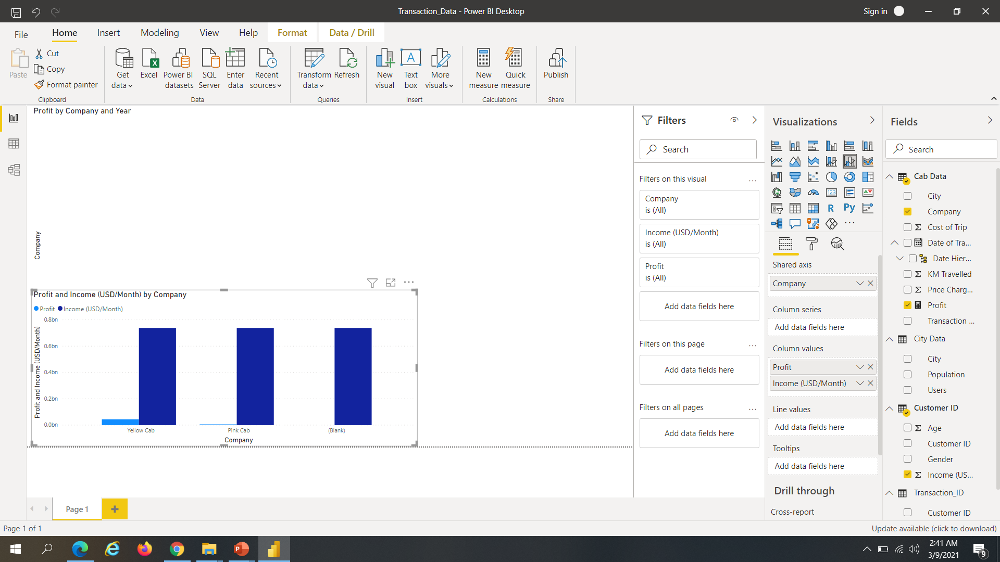 Transaction_Data - Power BI Desktop
Sign in
File
Home
Insert
Modeling
View
Help
Format
Data / Drill
Paste
Cut
Copy
Format painter
Clipboard
Get data
Excel
Power BI datasets
SQL Server
Enter data
Recent sources
Data
Transform data
Refresh
Queries
New visual
A
Text box
More visuals
Insert
New measure
Quick measure
Calculations
Publish
Share
Profit by Company and Year
Company
Profit and Income (USD/Month) by Company
Profit
Income (USD/Month)
Profit and Income (USD/Month)
0.8bn
0.6bn
0.4bn
0.2bn
0.0bn
Yellow Cab
Pink Cab
(Blank)
Company
Filters
Search
Filters on this visual
...
Company
is (All)
Income (USD/Month)
is (All)
Profit
is (All)
Add data fields here
Filters on this page
...
Add data fields here
Filters on all pages
...
Add data fields here
Visualizations
123
R
Py
...
Shared axis
Company
Column series
Add data fields here
Column values
Profit
Income (USD/Month)
Line values
Add data fields here
Tooltips
Add data fields here
Drill through
Cross-report
Fields
Search
Cab Data
City
Company
Cost of Trip
Date of Tra...
Date Hier...
KM Travelled
Price Charg...
Profit
Transaction ...
City Data
City
Population
Users
Customer ID
Age
Customer ID
Gender
Income (US...
Transaction_ID
Customer ID
Page 1
Page 1 of 1
Update available (click to download)
2:41 AM
3/9/2021
9